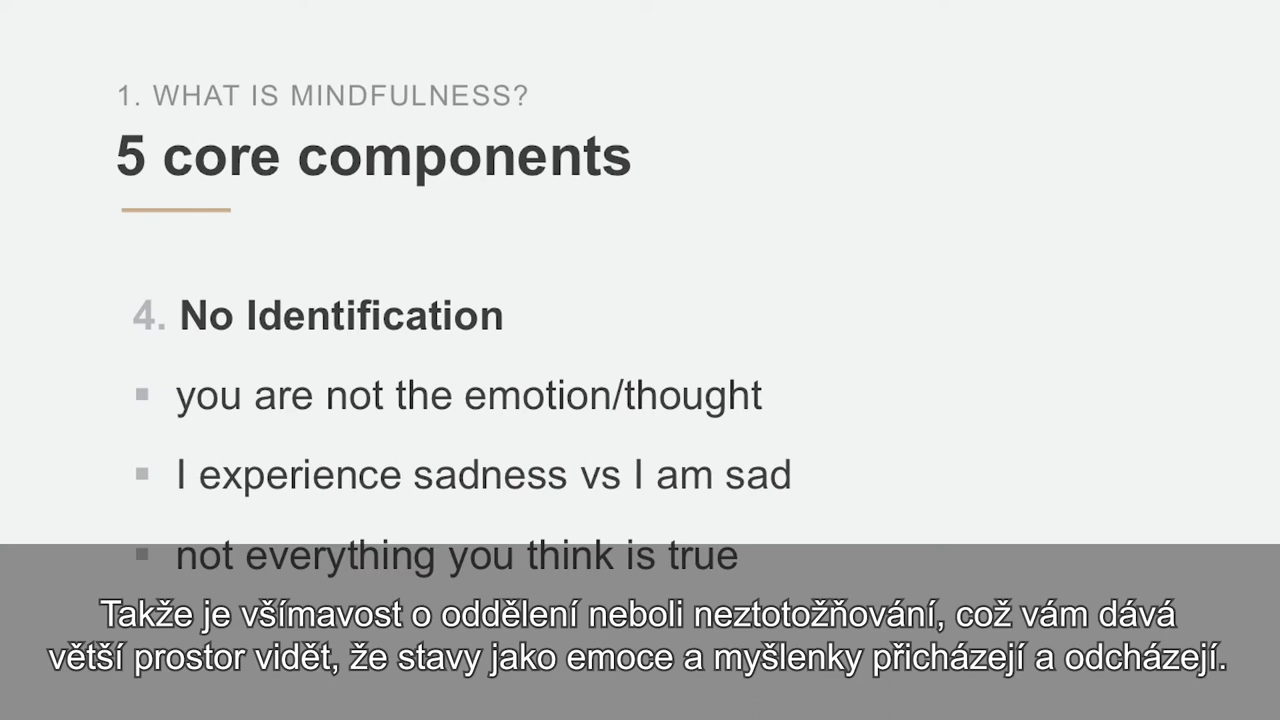 1. WHAT IS MINDFULNESS?
5 core components
4. No Identification
▪ you are not the emotion/thought
▪ I experience sadness vs I am sad
▪ not everything you think is true
Takže je všímavost o oddělení neboli neztotožňování, což vám dává
větší prostor vidět, že stavy jako emoce a myšlenky přicházejí a odcházejí.